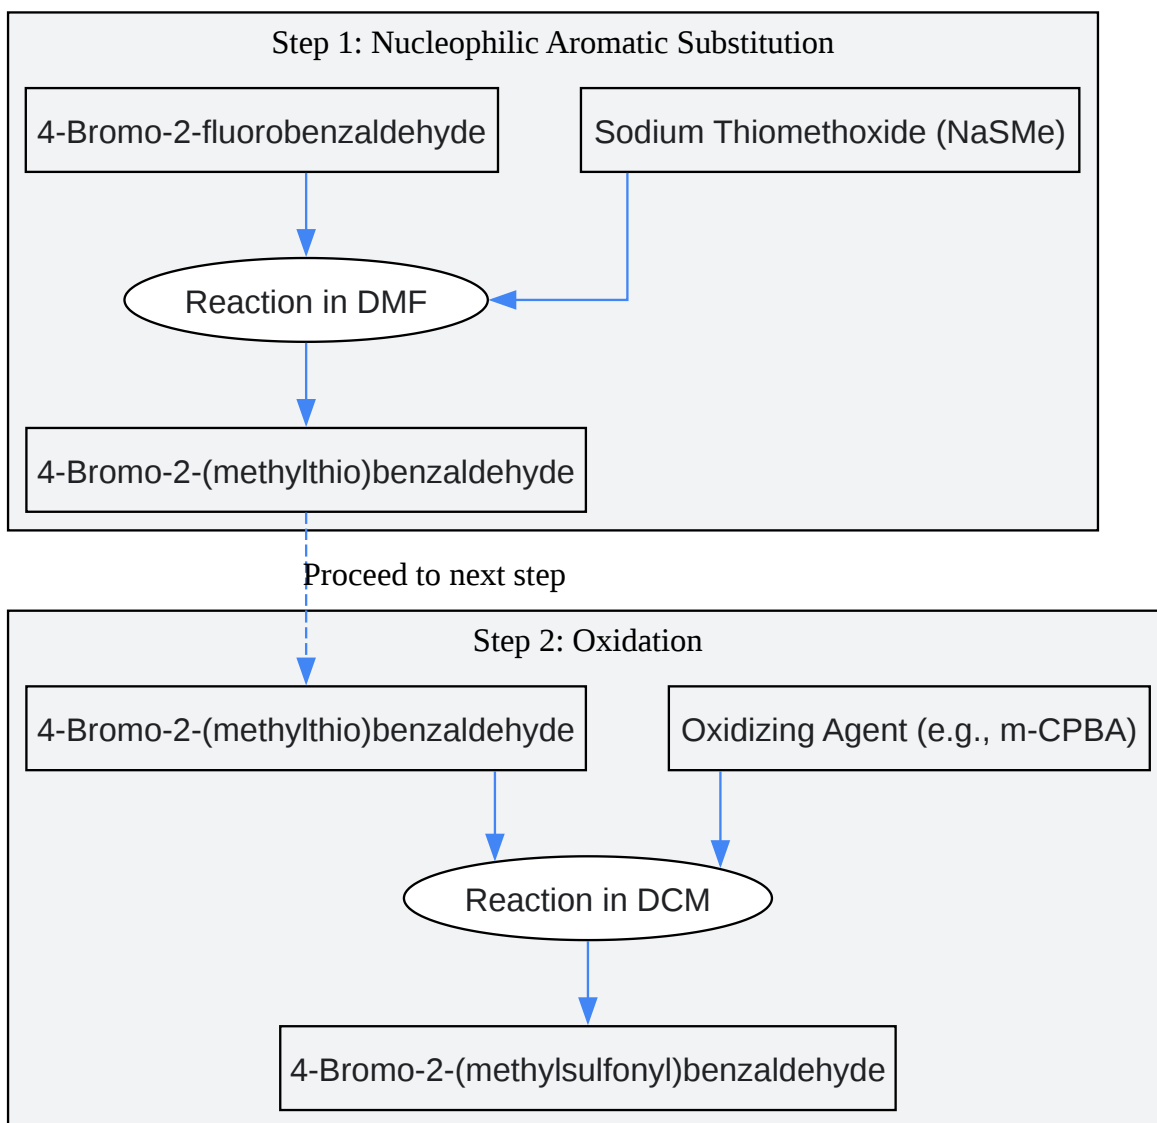 Step 1: Nucleophilic Aromatic Substitution
4-Bromo-2-fluorobenzaldehyde
Sodium Thiomethoxide (NaSMe)
Reaction in DMF
4-Bromo-2-(methylthio)benzaldehyde
Proceed to next step
Step 2: Oxidation
4-Bromo-2-(methylthio)benzaldehyde
Oxidizing Agent (e.g., m-CPBA)
Reaction in DCM
4-Bromo-2-(methylsulfonyl)benzaldehyde